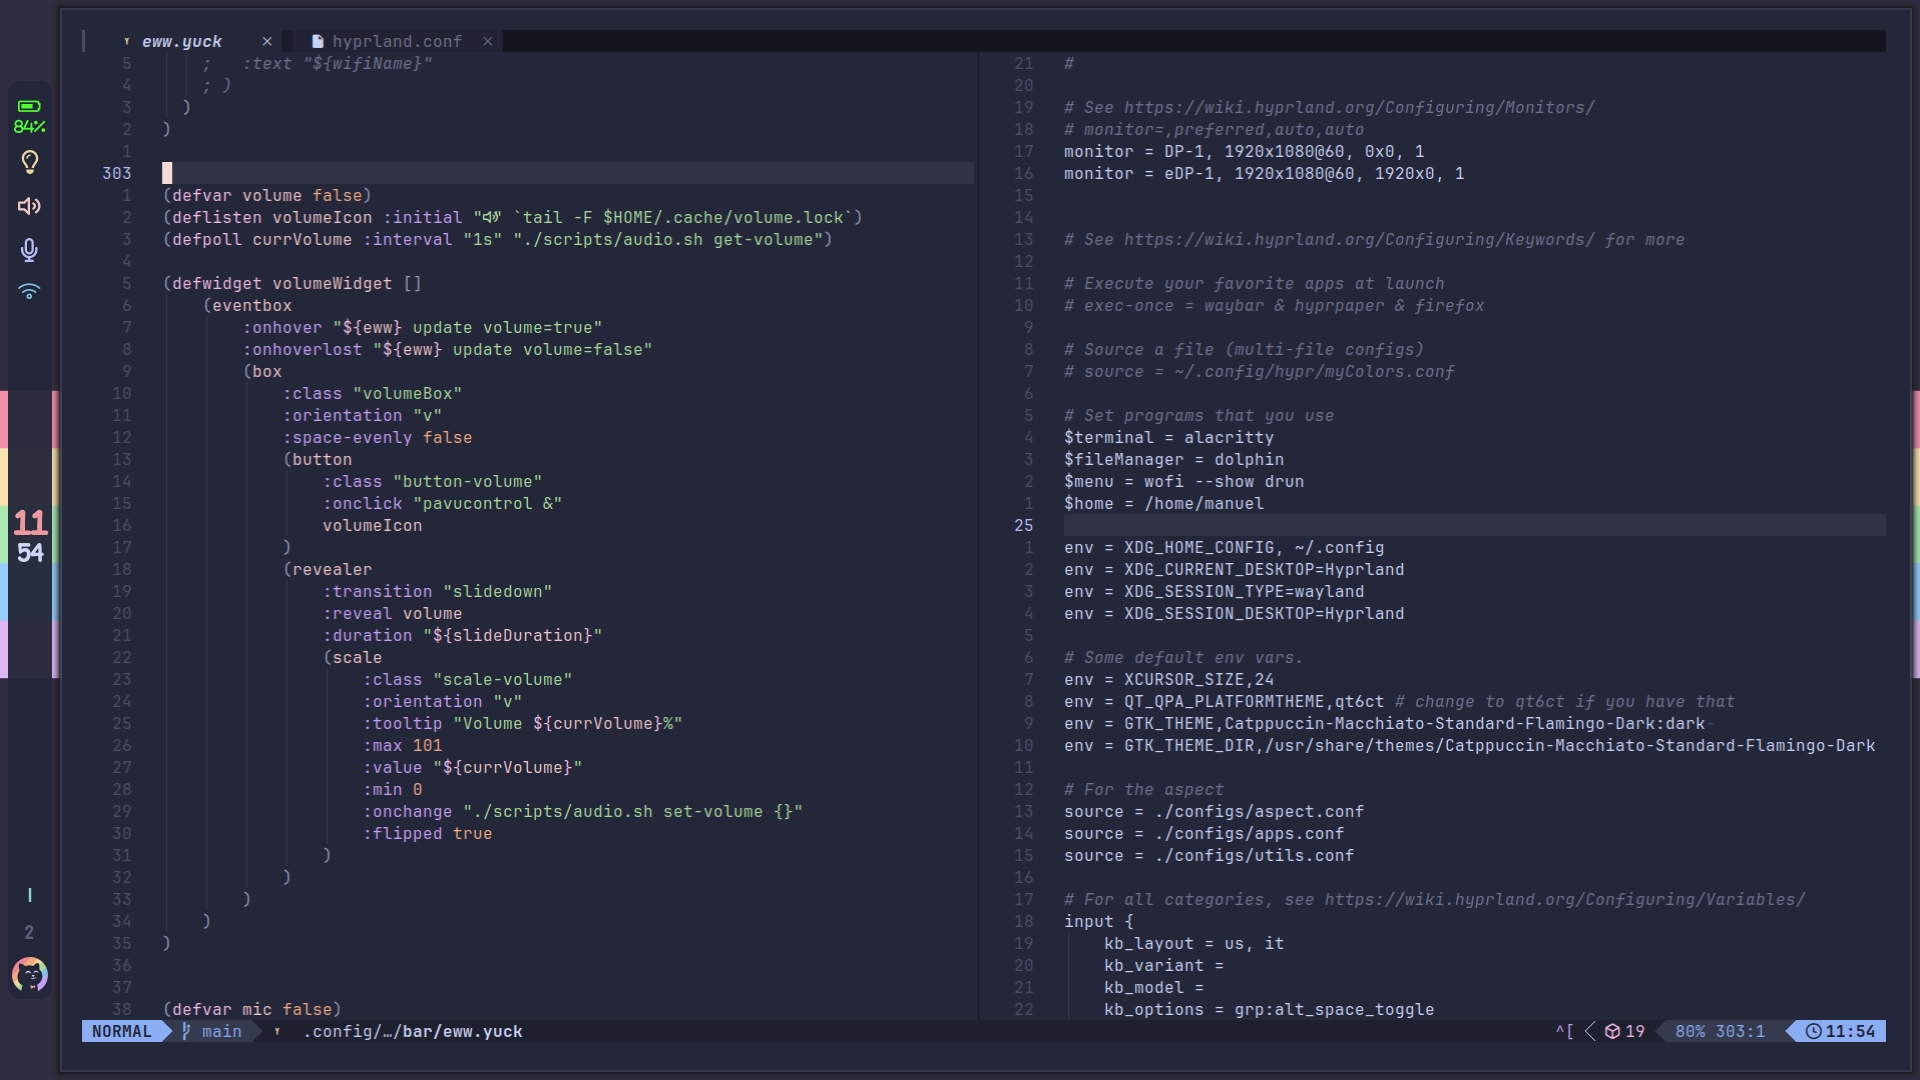 84%
11
54
1
2
eww.yuck ×
hyprland.conf ×
5 ; :text "${wifiName}"
4 ; )
3 )
2 )
1
303
1 (defvar volume false)
2 (deflisten volumeIcon :initial "" `tail -F $HOME/.cache/volume.lock`)
3 (defpoll currVolume :interval "1s" "./scripts/audio.sh get-volume")
4
5 (defwidget volumeWidget []
6 (eventbox
7 :onhover "${eww} update volume=true"
8 :onhoverlost "${eww} update volume=false"
9 (box
10 :class "volumeBox"
11 :orientation "v"
12 :space-evenly false
13 (button
14 :class "button-volume"
15 :onclick "pavucontrol &"
16 volumeIcon
17 )
18 (revealer
19 :transition "slidedown"
20 :reveal volume
21 :duration "${slideDuration}"
22 (scale
23 :class "scale-volume"
24 :orientation "v"
25 :tooltip "Volume ${currVolume}%"
26 :max 101
27 :value "${currVolume}"
28 :min 0
29 :onchange "./scripts/audio.sh set-volume {}"
30 :flipped true
31 )
32 )
33 )
34 )
35 )
36
37
38 (defvar mic false)
21 #
20
19 # See https://wiki.hyprland.org/Configuring/Monitors/
18 # monitor=,preferred,auto,auto
17 monitor = DP-1, 1920x1080@60, 0x0, 1
16 monitor = eDP-1, 1920x1080@60, 1920x0, 1
15
14
13 # See https://wiki.hyprland.org/Configuring/Keywords/ for more
12
11 # Execute your favorite apps at launch
10 # exec-once = waybar & hyprpaper & firefox
9
8 # Source a file (multi-file configs)
7 # source = ~/.config/hypr/myColors.conf
6
5 # Set programs that you use
4 $terminal = alacritty
3 $fileManager = dolphin
2 $menu = wofi --show drun
1 $home = /home/manuel
25
1 env = XDG_HOME_CONFIG, ~/.config
2 env = XDG_CURRENT_DESKTOP=Hyprland
3 env = XDG_SESSION_TYPE=wayland
4 env = XDG_SESSION_DESKTOP=Hyprland
5
6 # Some default env vars.
7 env = XCURSOR_SIZE,24
8 env = QT_QPA_PLATFORMTHEME,qt6ct # change to qt6ct if you have that
9 env = GTK_THEME,Catppuccin-Macchiato-Standard-Flamingo-Dark:dark-
10 env = GTK_THEME_DIR,/usr/share/themes/Catppuccin-Macchiato-Standard-Flamingo-Dark
11
12 # For the aspect
13 source = ./configs/aspect.conf
14 source = ./configs/apps.conf
15 source = ./configs/utils.conf
16
17 # For all categories, see https://wiki.hyprland.org/Configuring/Variables/
18 input {
19 kb_layout = us, it
20 kb_variant =
21 kb_model =
22 kb_options = grp:alt_space_toggle
NORMAL main .config/…/bar/eww.yuck ^[ 19 80% 303:1 11:54